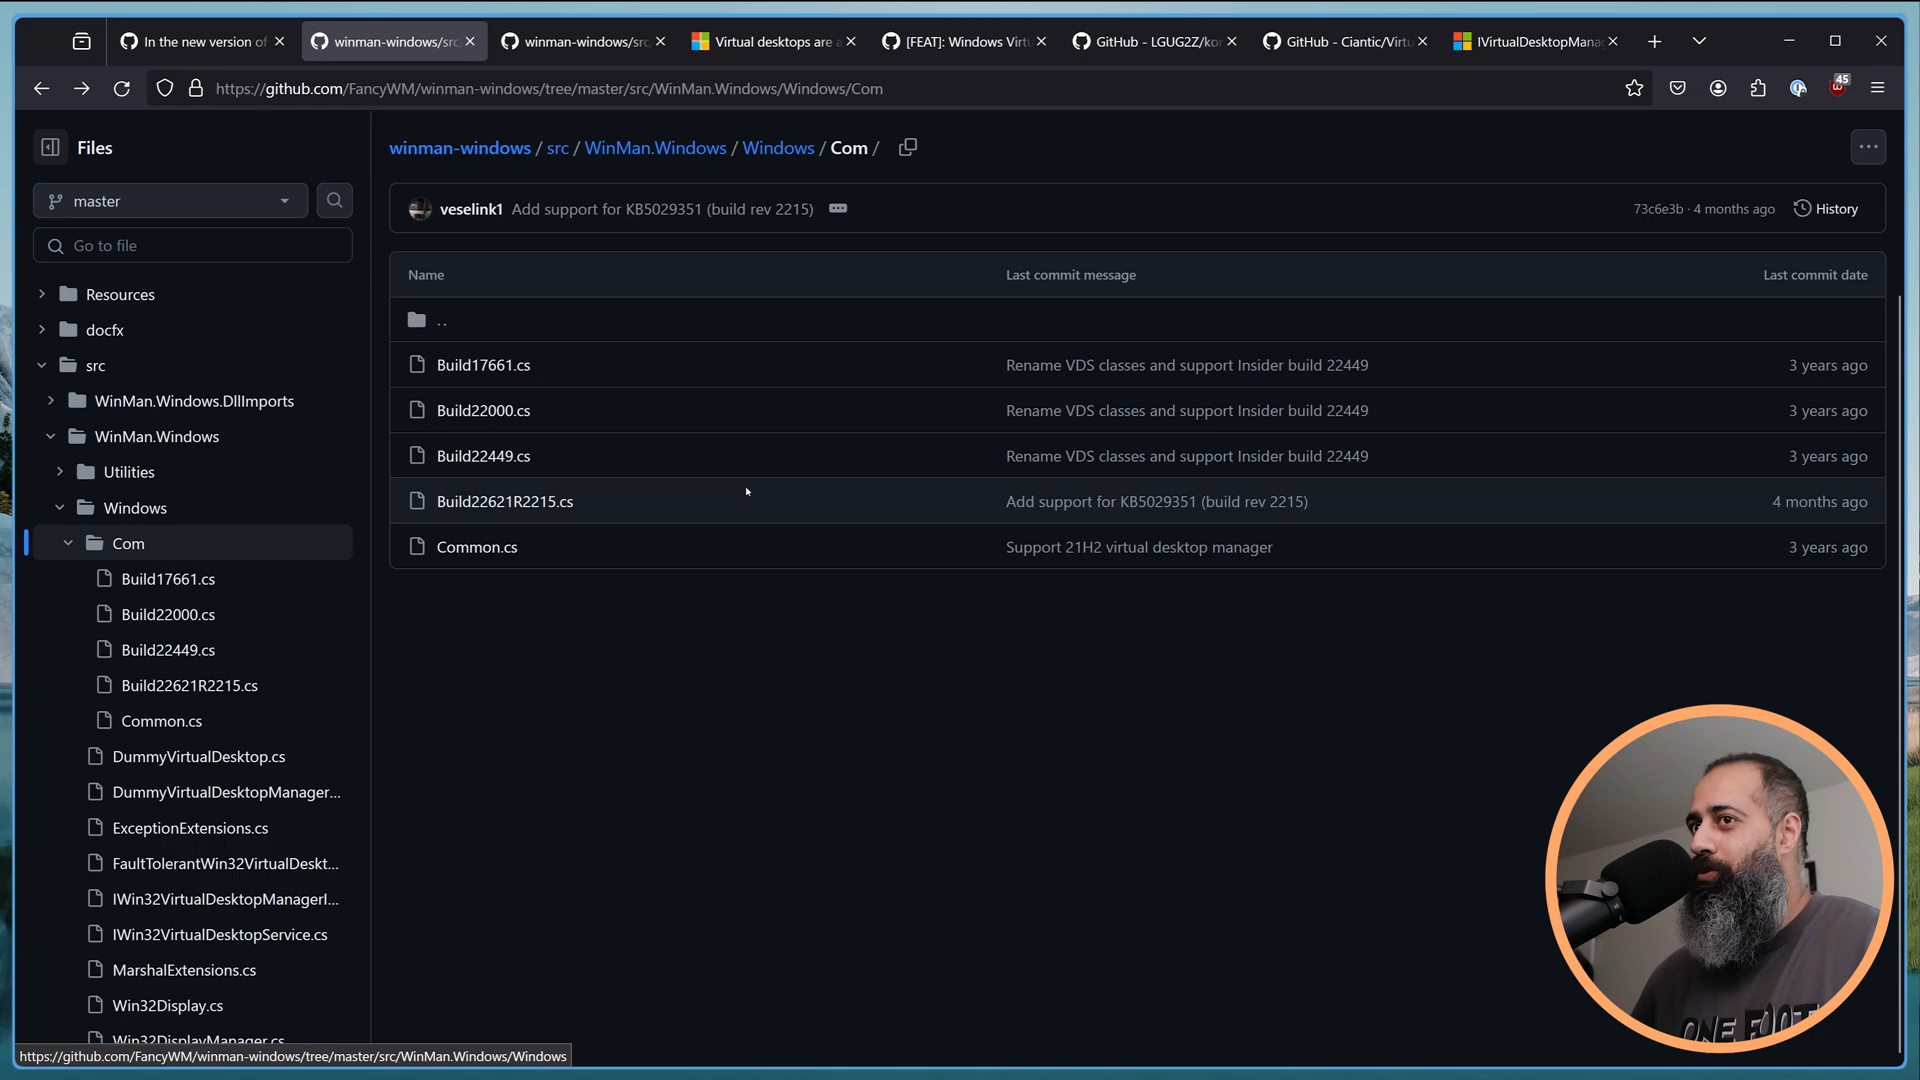 In the new version of
winman-windows/src
winman-windows/src
Virtual desktops are a
[FEAT]: Windows Virtu
GitHub - LGUG2Z/kor
GitHub - Ciantic/Virtu
IVirtualDesktopMana
https://github.com/FancyWM/winman-windows/tree/master/src/WinMan.Windows/Windows/Com
45
Files
winman-windows / src / WinMan.Windows / Windows / Com /
master
veselink1 Add support for KB5029351 (build rev 2215)
73c6e3b · 4 months ago
History
Go to file
Name Last commit message Last commit date
..
Build17661.cs Rename VDS classes and support Insider build 22449 3 years ago
Build22000.cs Rename VDS classes and support Insider build 22449 3 years ago
Build22449.cs Rename VDS classes and support Insider build 22449 3 years ago
Build22621R2215.cs Add support for KB5029351 (build rev 2215) 4 months ago
Common.cs Support 21H2 virtual desktop manager 3 years ago
Resources
docfx
src
WinMan.Windows.DllImports
WinMan.Windows
Utilities
Windows
Com
Build17661.cs
Build22000.cs
Build22449.cs
Build22621R2215.cs
Common.cs
DummyVirtualDesktop.cs
DummyVirtualDesktopManager...
ExceptionExtensions.cs
FaultTolerantWin32VirtualDeskt...
IWin32VirtualDesktopManagerI...
IWin32VirtualDesktopService.cs
MarshalExtensions.cs
Win32Display.cs
Win32DisplayManager.cs
https://github.com/FancyWM/winman-windows/tree/master/src/WinMan.Windows/Windows
ONE FOOT